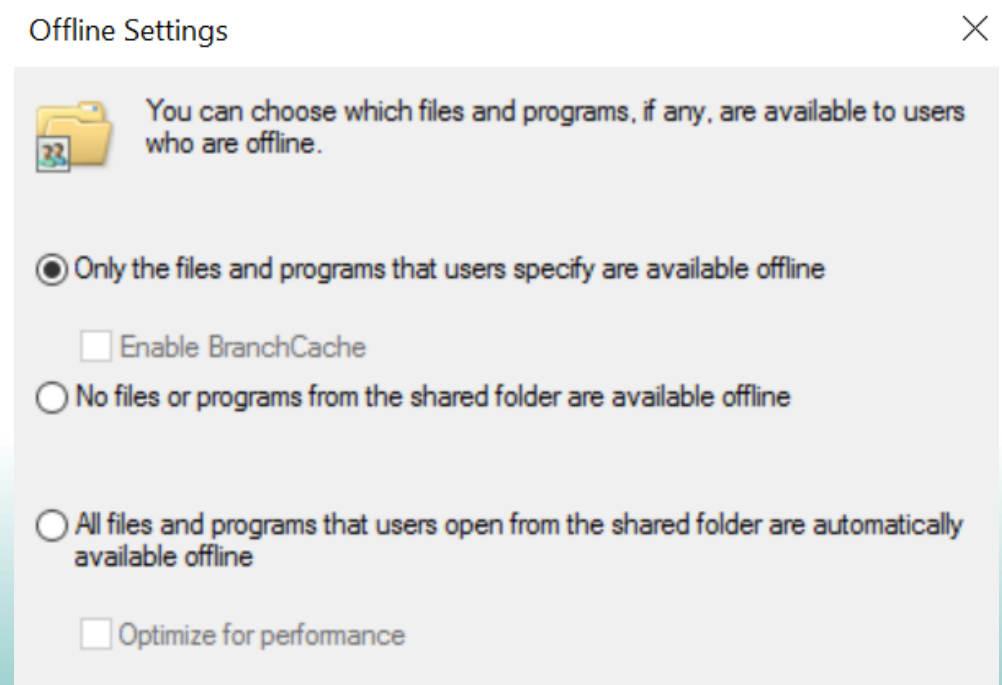 Offline Settings
You can choose which files and programs, if any, are available to users
who are offline.
Only the files and programs that users specify are available offline
Enable BranchCache
No files or programs from the shared folder are available offline
All files and programs that users open from the shared folder are automatically
available offline
Optimize for performance